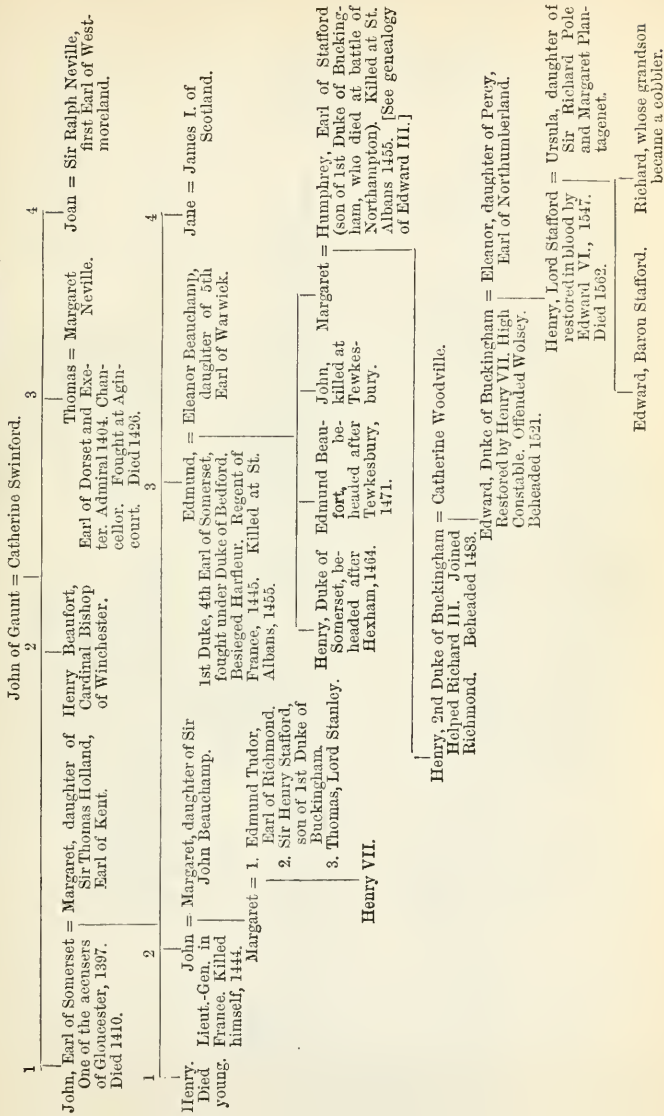 John of Gaunt = Catherine Swinford.
1
2
3
4
John, Earl of Somerset = Margaret, daughter of
One of the accusers
Sir Thomas Holland,
of Gloucester, 1397.
Earl of Kent.
Died 1410.
Henry Beaufort,
Cardinal Bishop
of Winchester.
Thomas = Margaret
Neville.
Earl of Dorset and Exe-
ter. Admiral 1404. Chan-
cellor. Fought at Agin-
court. Died 1426.
Joan = Sir Ralph Neville,
first Earl of West-
moreland.
1
2
3
4
Henry.
Died
young.
John = Margaret, daughter of Sir
John Beauchamp.
Lieut.-Gen. in
France. Killed
himself, 1444.
Edmund, = Eleanor Beauchamp,
daughter of 5th
Earl of Warwick.
1st Duke, 4th Earl of Somerset,
fought under Duke of Bedford.
Besieged Harfleur. Regent of
France, 1445. Killed at St.
Albans, 1455.
Jane = James I. of
Scotland.
Margaret = 1. Edmund Tudor,
Earl of Richmond.
2. Sir Henry Stafford,
son of 1st Duke of
Buckingham.
3. Thomas, Lord Stanley.
Henry VII.
Henry, Duke of
Somerset, be-
headed after
Hexham, 1464.
Edmund Beau-
fort, be-
headed after
Tewkesbury,
1471.
John,
killed at
Tewkes-
bury.
Margaret = Humphrey, Earl of Stafford
(son of 1st Duke of Bucking-
ham, who died at battle of
Northampton). Killed at St.
Albans 1455. [See genealogy
of Edward III.]
Henry, 2nd Duke of Buckingham = Catherine Woodville.
Helped Richard III. Joined
Richmond. Beheaded 1483.
Edward, Duke of Buckingham = Eleanor, daughter of Percy,
Restored by Henry VII. High
Earl of Northumberland.
Constable. Offended Wolsey.
Beheaded 1521.
Henry, Lord Stafford = Ursula, daughter of
restored in blood by
Sir Richard Pole
Edward VI., 1547.
and Margaret Plan-
Died 1562.
tagenet.
Edward, Baron Stafford.
Richard, whose grandson
became a cobbler.